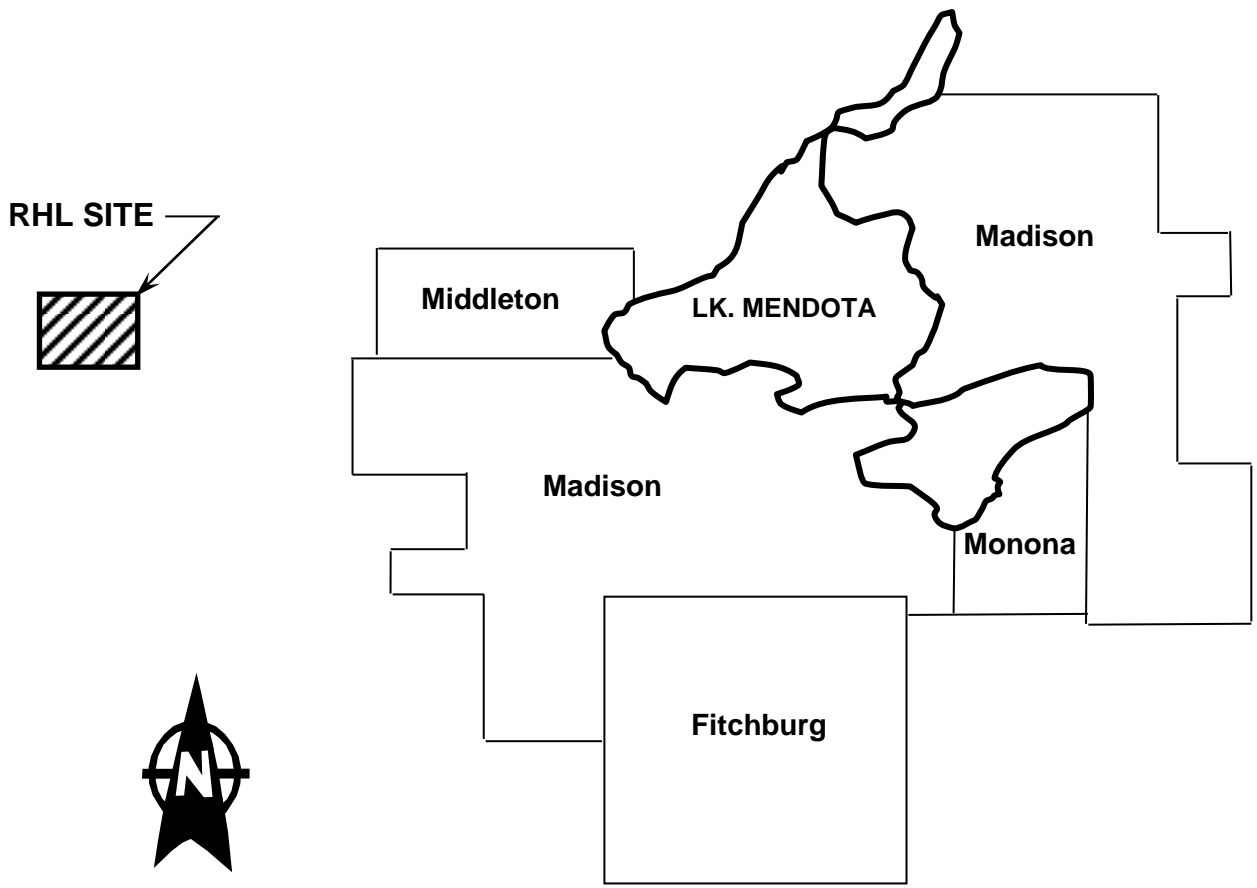 RHL SITE
Madison
Middleton
LK. MENDOTA
Madison
Monona
Fitchburg
N